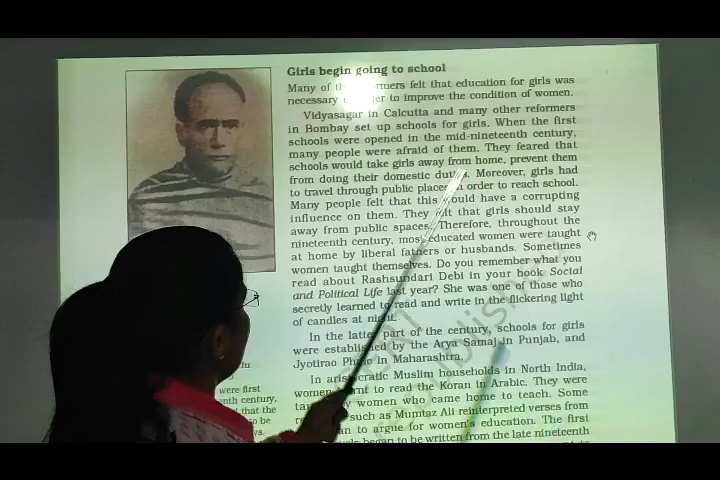 Girls begin going to school
Many of the reformers felt that education for girls was
necessary to improve the condition of women.
Vidyasagar in Calcutta and many other reformers
in Bombay set up schools for girls. When the first
schools were opened in the mid-nineteenth century,
many people were afraid of them. They feared that
schools would take girls away from home, prevent them
from doing their domestic duties. Moreover, girls had
to travel through public places in order to reach school.
Many people felt that this would have a corrupting
influence on them. They felt that girls should stay
away from public spaces. Therefore, throughout the
nineteenth century, most educated women were taught
at home by liberal fathers or husbands. Sometimes
women taught themselves. Do you remember what you
read about Rashsundari Debi in your book Social
and Political Life last year? She was one of those who
secretly learned to read and write in the flickering light
of candles at night.
In the latter part of the century, schools for girls
were established by the Arya Samaj in Punjab, and
Jyotirao Phule in Maharashtra.
In aristocratic Muslim households in North India,
women learnt to read the Koran in Arabic. They were
by women who came home to teach. Some
such as Mumtaz Ali reinterpreted verses from
to argue for women's education. The first
began to be written from the late nineteenth
were first
century,
that the
be